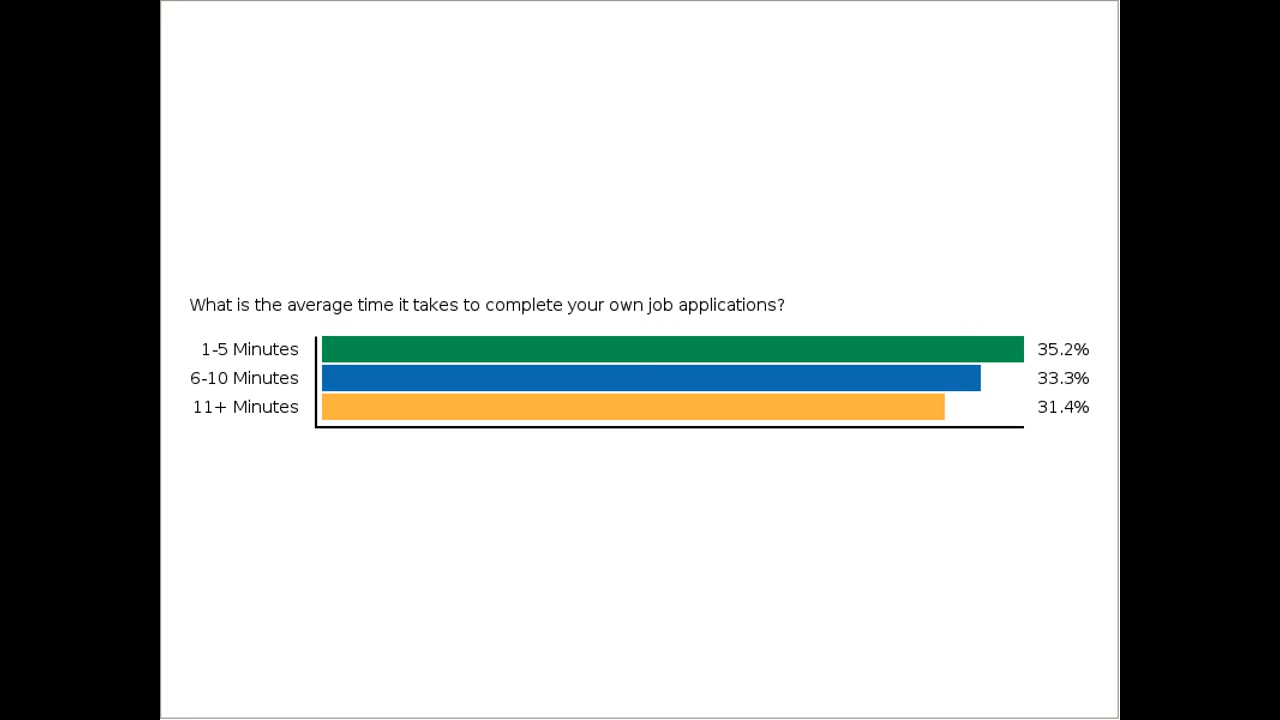 What is the average time it takes to complete your own job applications?
1-5 Minutes 35.2%
6-10 Minutes 33.3%
11+ Minutes 31.4%